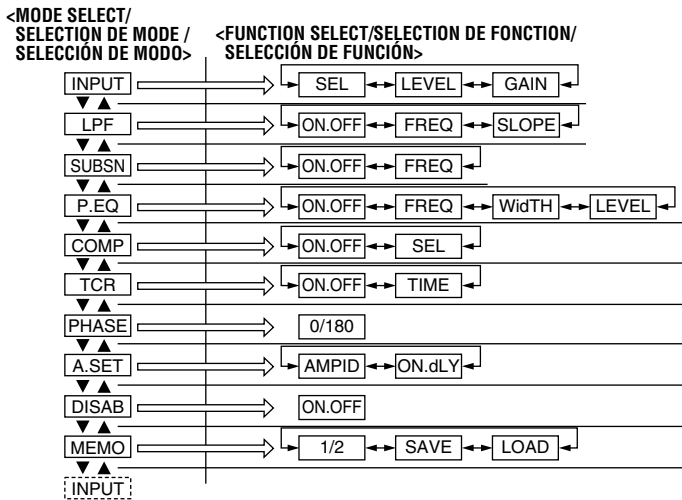 <MODE SELECT/
SELECTION DE MODE /
SELECCIÓN DE MODO>
<FUNCTION SELECT/SELECTION DE FONCTION/
SELECCIÓN DE FUNCIÓN>
INPUT SEL LEVEL GAIN
LPF ON.OFF FREQ SLOPE
SUBSN ON.OFF FREQ
P.EQ ON.OFF FREQ WidTH LEVEL
COMP ON.OFF SEL
TCR ON.OFF TIME
PHASE 0/180
A.SET AMPID ON.dLY
DISAB ON.OFF
MEMO 1/2 SAVE LOAD
INPUT